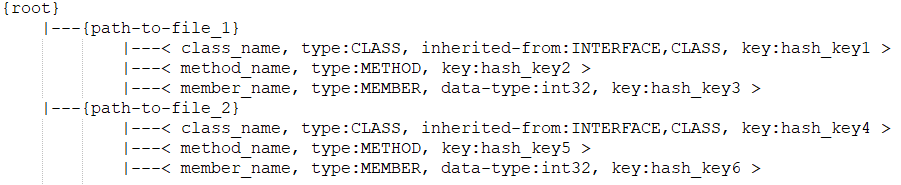 {root}
|---{path-to-file_1}
|---< class_name, type:CLASS, inherited-from:INTERFACE,CLASS, key:hash_key1 >
|---< method_name, type:METHOD, key:hash_key2 >
|---< member_name, type:MEMBER, data-type:int32, key:hash_key3 >
|---{path-to-file_2}
|---< class_name, type:CLASS, inherited-from:INTERFACE,CLASS, key:hash_key4 >
|---< method_name, type:METHOD, key:hash_key5 >
|---< member_name, type:MEMBER, data-type:int32, key:hash_key6 >